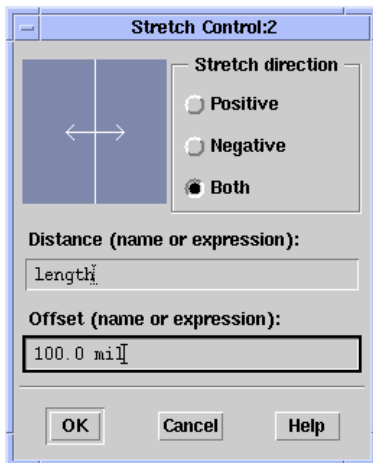 Stretch Control:2
Stretch direction
Positive
Negative
Both
Distance (name or expression):
length
Offset (name or expression):
100.0 mil
OK Cancel Help